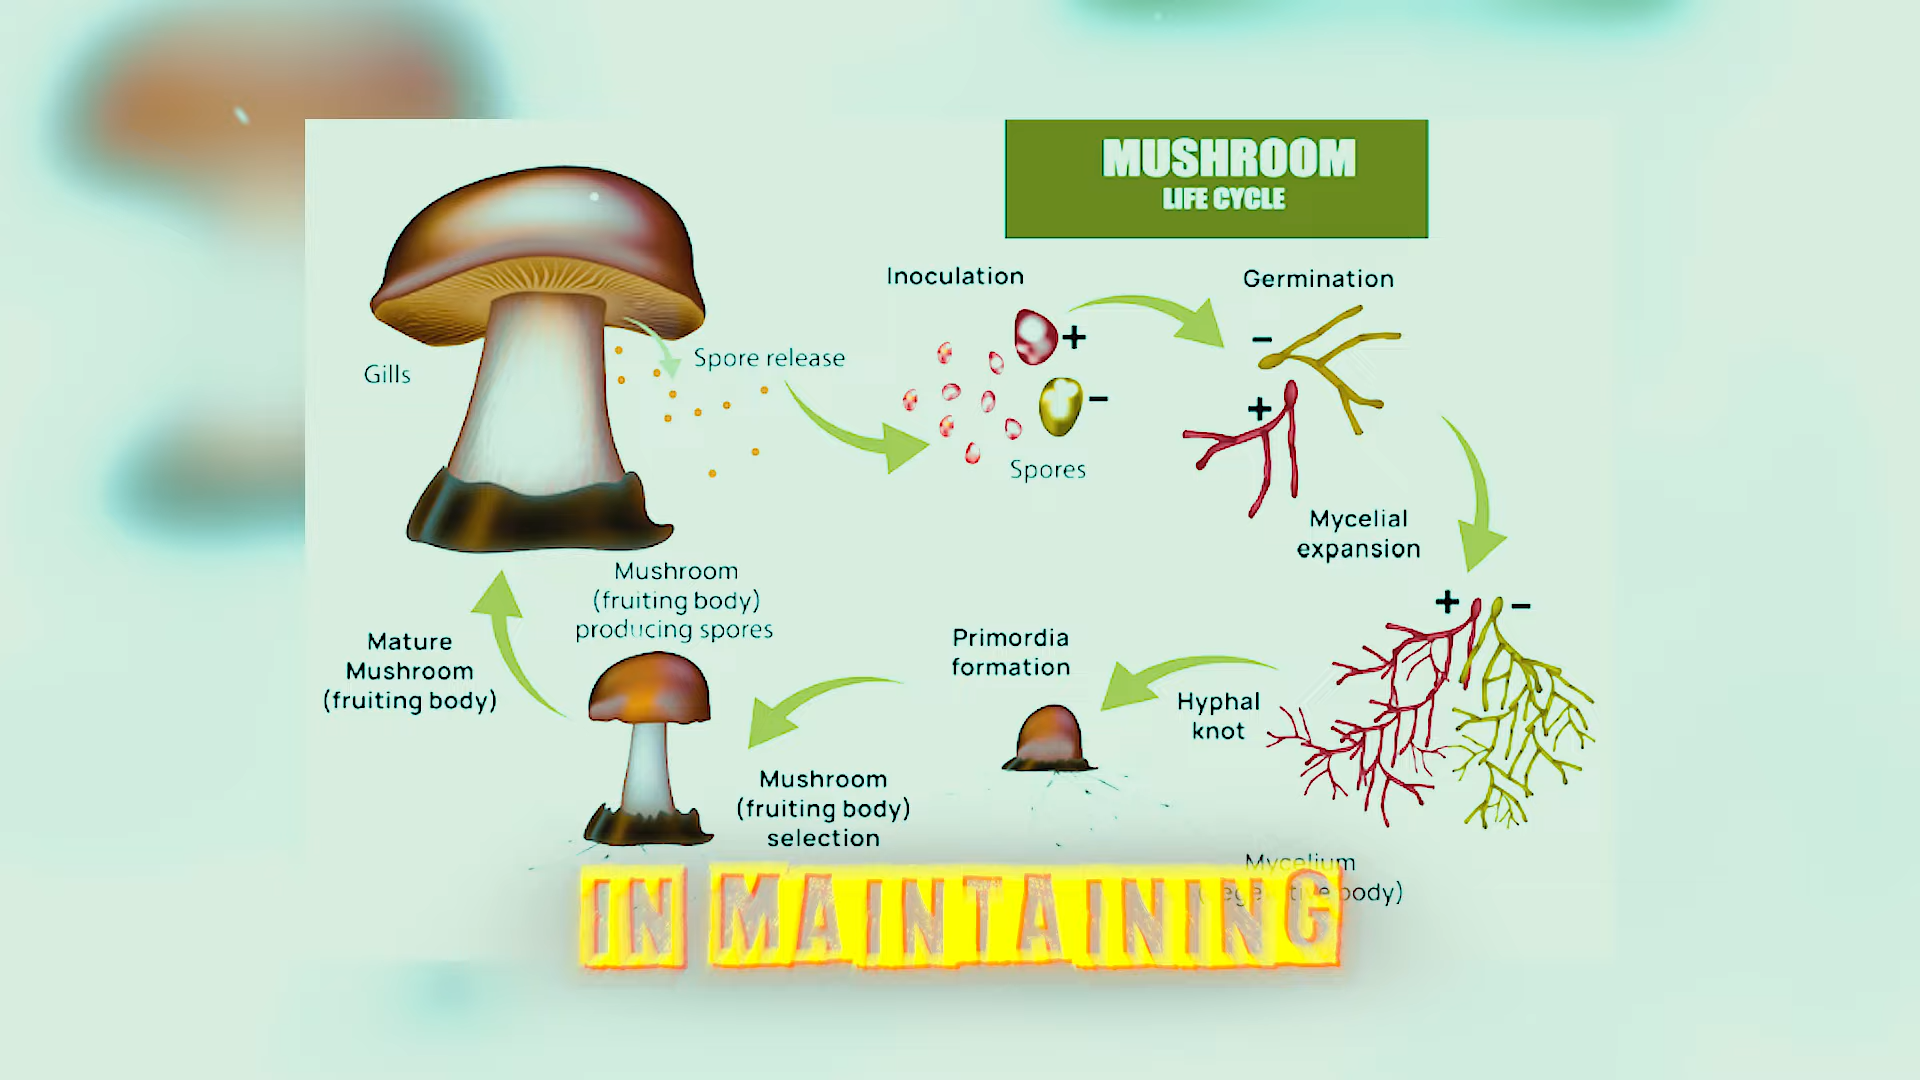 MUSHROOM
LIFE CYCLE
Inoculation
Germination
Gills
Spore release
+
-
-
+
Spores
Mycelial
expansion
Mushroom
(fruiting body)
producing spores
+
-
Mature
Mushroom
(fruiting body)
Primordia
formation
Hyphal
knot
Mushroom
(fruiting body)
selection
Mycelium
body)
IN MAINTAINING